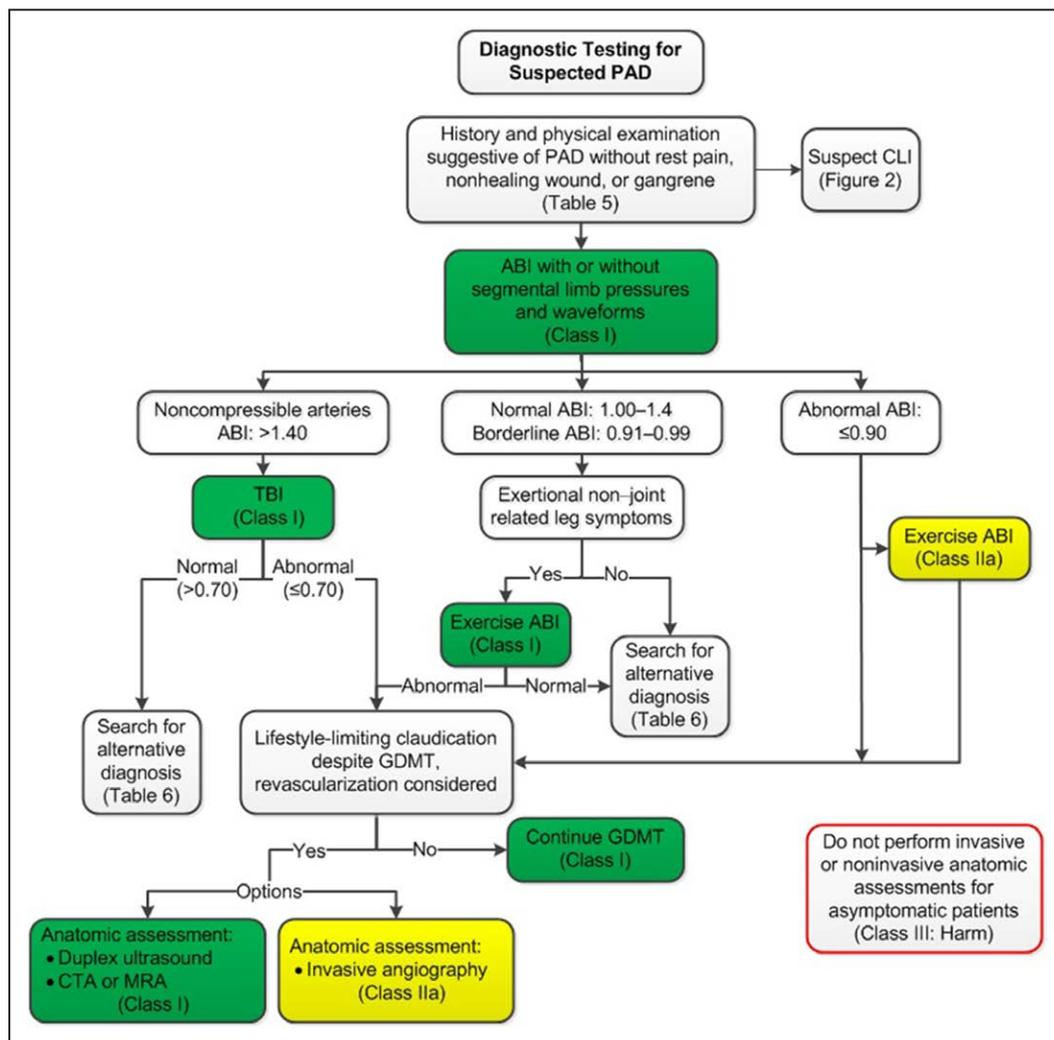 Diagnostic Testing for
Suspected PAD
History and physical examination
suggestive of PAD without rest pain,
nonhealing wound, or gangrene
(Table 5)
Suspect CLI
(Figure 2)
ABI with or without
segmental limb pressures
and waveforms
(Class I)
Noncompressible arteries
ABI: >1.40
Normal ABI: 1.00–1.4
Borderline ABI: 0.91–0.99
Abnormal ABI:
≤0.90
TBI
(Class I)
Exertional non–joint
related leg symptoms
Exercise ABI
(Class IIa)
Normal
(>0.70)
Abnormal
(≤0.70)
Yes
No
Exercise ABI
(Class I)
Search for
alternative
diagnosis
(Table 6)
Abnormal
Normal
Search for
alternative
diagnosis
(Table 6)
Lifestyle-limiting claudication
despite GDMT,
revascularization considered
Yes
No
Continue GDMT
(Class I)
Do not perform invasive
or noninvasive anatomic
assessments for
asymptomatic patients
(Class III: Harm)
Options
Anatomic assessment:
• Duplex ultrasound
• CTA or MRA
(Class I)
Anatomic assessment:
• Invasive angiography
(Class IIa)